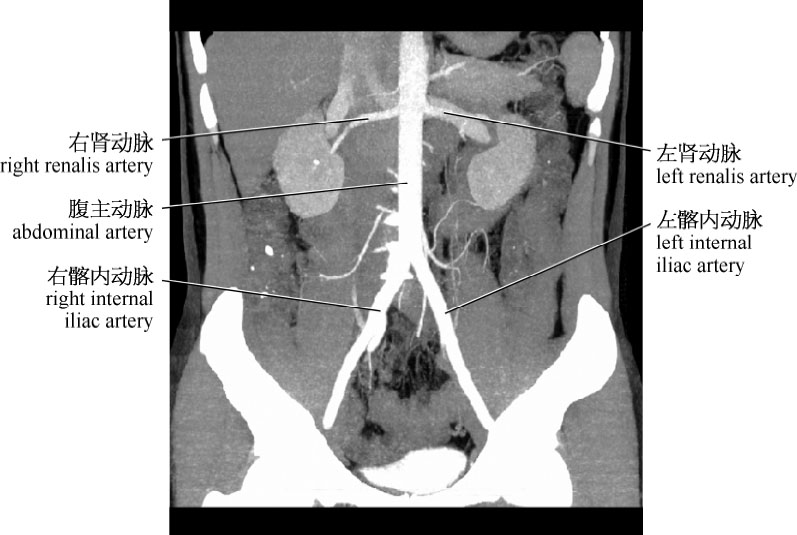 右肾动脉
right renalis artery
腹主动脉
abdominal artery
右髂内动脉
right internal
iliac artery
左肾动脉
left renalis artery
左髂内动脉
left internal
iliac artery